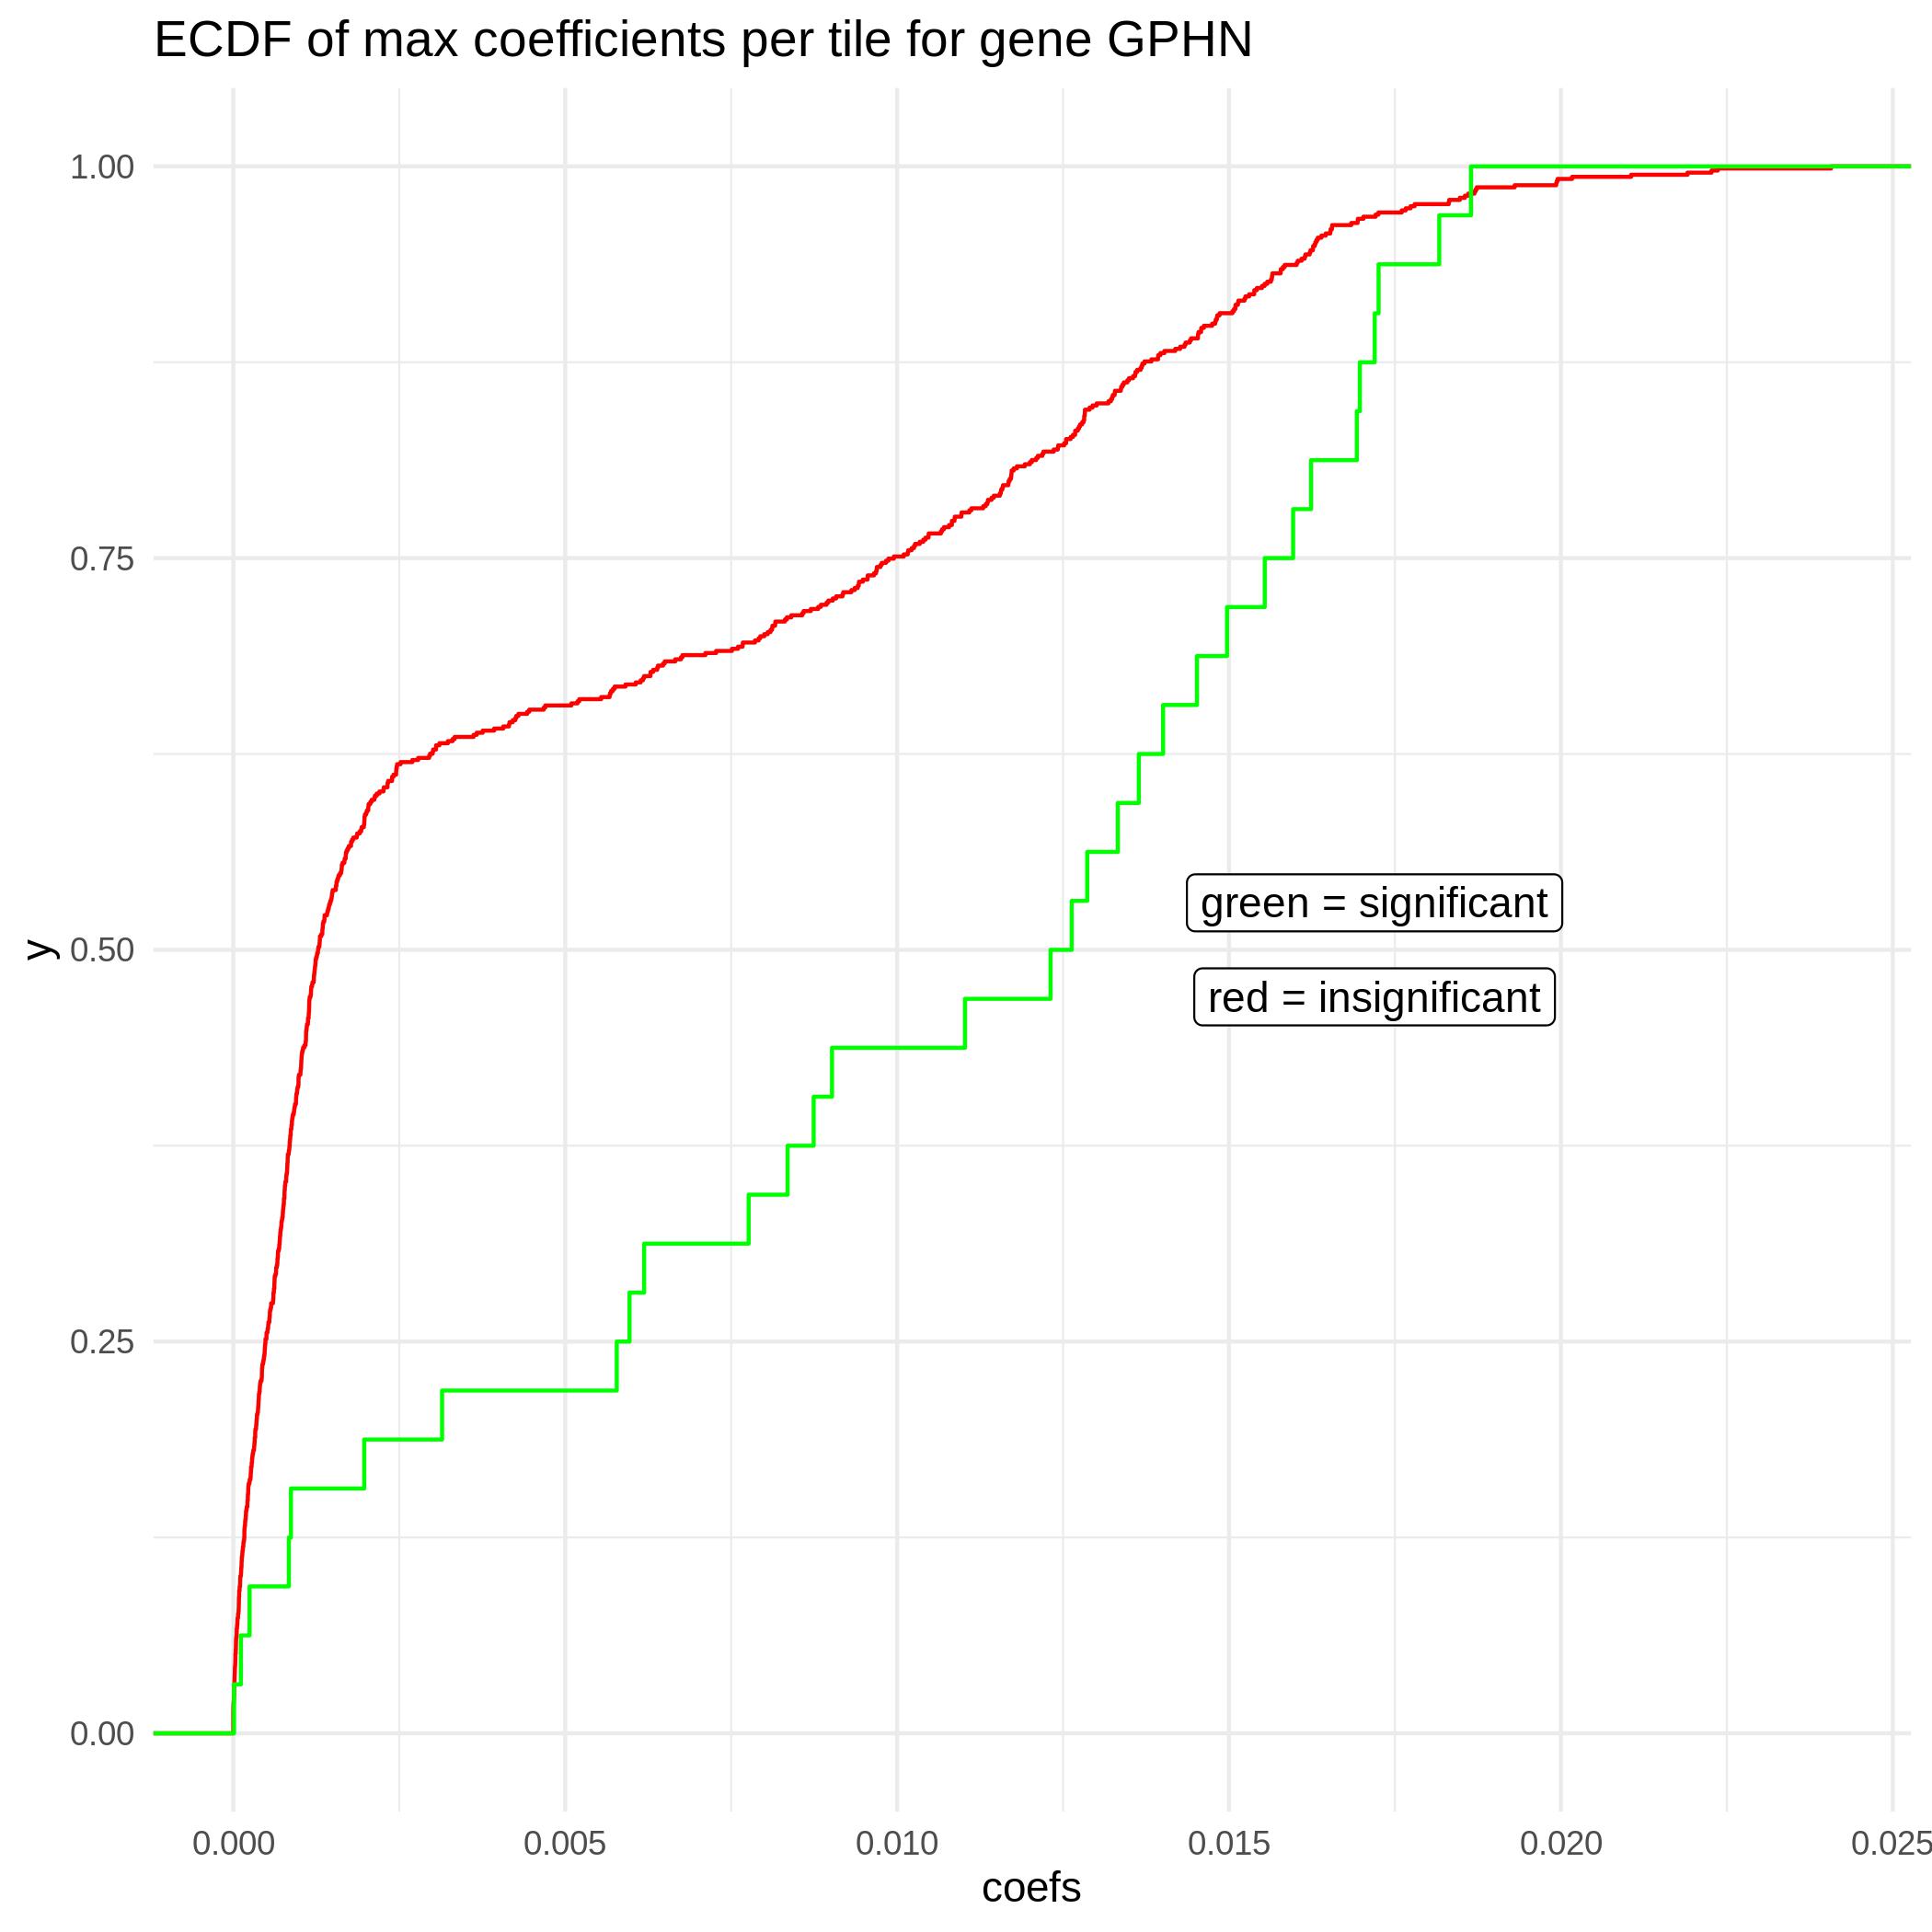 ECDF of max coefficients per tile for gene GPHN
1.00
0.75
0.50
0.25
0.00
y
green = significant
red = insignificant
0.000 0.005 0.010 0.015 0.020 0.025
coefs